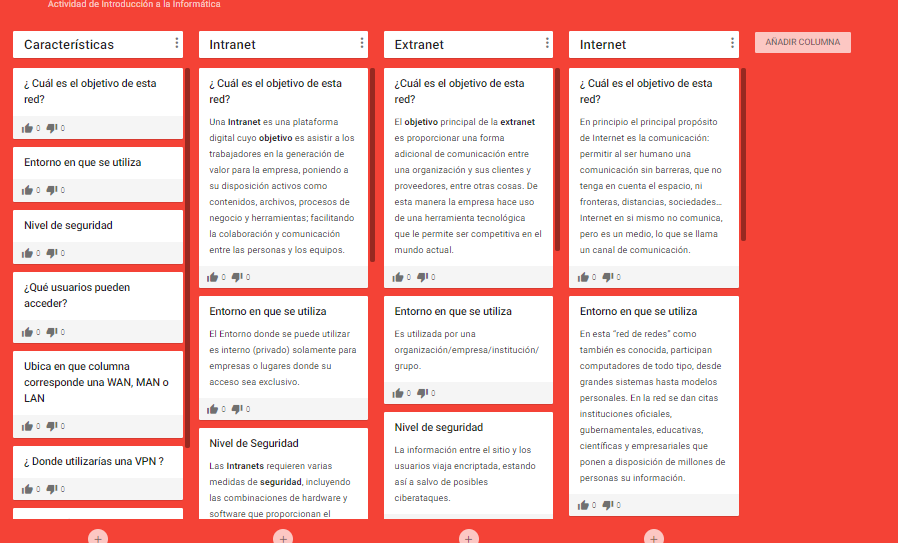 Actividad de Introducción a la Informática
Características
¿ Cuál es el objetivo de esta
red?
0 0
Entorno en que se utiliza
0 0
Nivel de seguridad
0 0
¿Qué usuarios pueden
acceder?
0 0
Ubica en que columna
corresponde una WAN, MAN o
LAN
0 0
¿ Donde utilizarías una VPN ?
0 0
+
Intranet
¿ Cuál es el objetivo de esta
red?
Una Intranet es una plataforma
digital cuyo objetivo es asistir a los
trabajadores en la generación de
valor para la empresa, poniendo a
su disposición activos como
contenidos, archivos, procesos de
negocio y herramientas; facilitando
la colaboración y comunicación
entre las personas y los equipos.
0 0
Entorno en que se utiliza
El Entorno donde se puede utilizar
es interno (privado) solamente para
empresas o lugares donde su
acceso sea exclusivo.
0 0
Nivel de Seguridad
Las Intranets requieren varias
medidas de seguridad, incluyendo
las combinaciones de hardware y
software que proporcionan el
+
Extranet
¿Cuál es el objetivo de esta
red?
El objetivo principal de la extranet
es proporcionar una forma
adicional de comunicación entre
una organización y sus clientes y
proveedores, entre otras cosas. De
esta manera la empresa hace uso
de una herramienta tecnológica
que le permite ser competitiva en el
mundo actual.
0 0
Entorno en que se utiliza
Es utilizada por una
organización/empresa/institución/
grupo.
0 0
Nivel de seguridad
La información entre el sitio y los
usuarios viaja encriptada, estando
así a salvo de posibles
ciberataques.
+
Internet
¿ Cuál es el objetivo de esta
red?
En principio el principal propósito
de Internet es la comunicación:
permitir al ser humano una
comunicación sin barreras, que no
tenga en cuenta el espacio, ni
fronteras, distancias, sociedades…
Internet en si mismo no comunica,
pero es un medio, lo que se llama
un canal de comunicación.
0 0
Entorno en que se utiliza
En esta “red de redes” como
también es conocida, participan
computadores de todo tipo, desde
grandes sistemas hasta modelos
personales. En la red se dan citas
instituciones oficiales,
gubernamentales, educativas,
científicas y empresariales que
ponen a disposición de millones de
personas su información.
0 0
+
AÑADIR COLUMNA